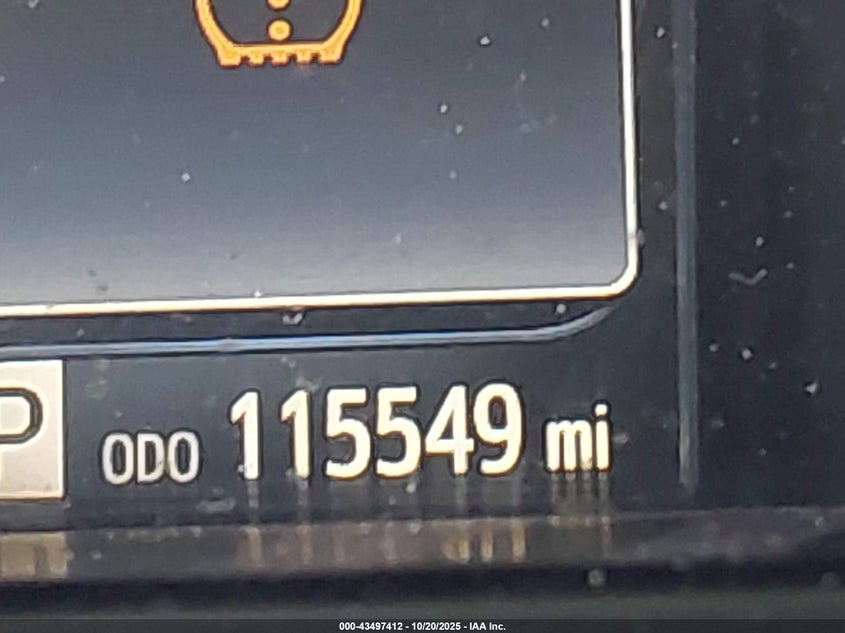 P
ODO 115549 mi
000-43497412 - 10/20/2025 - IAA Inc.